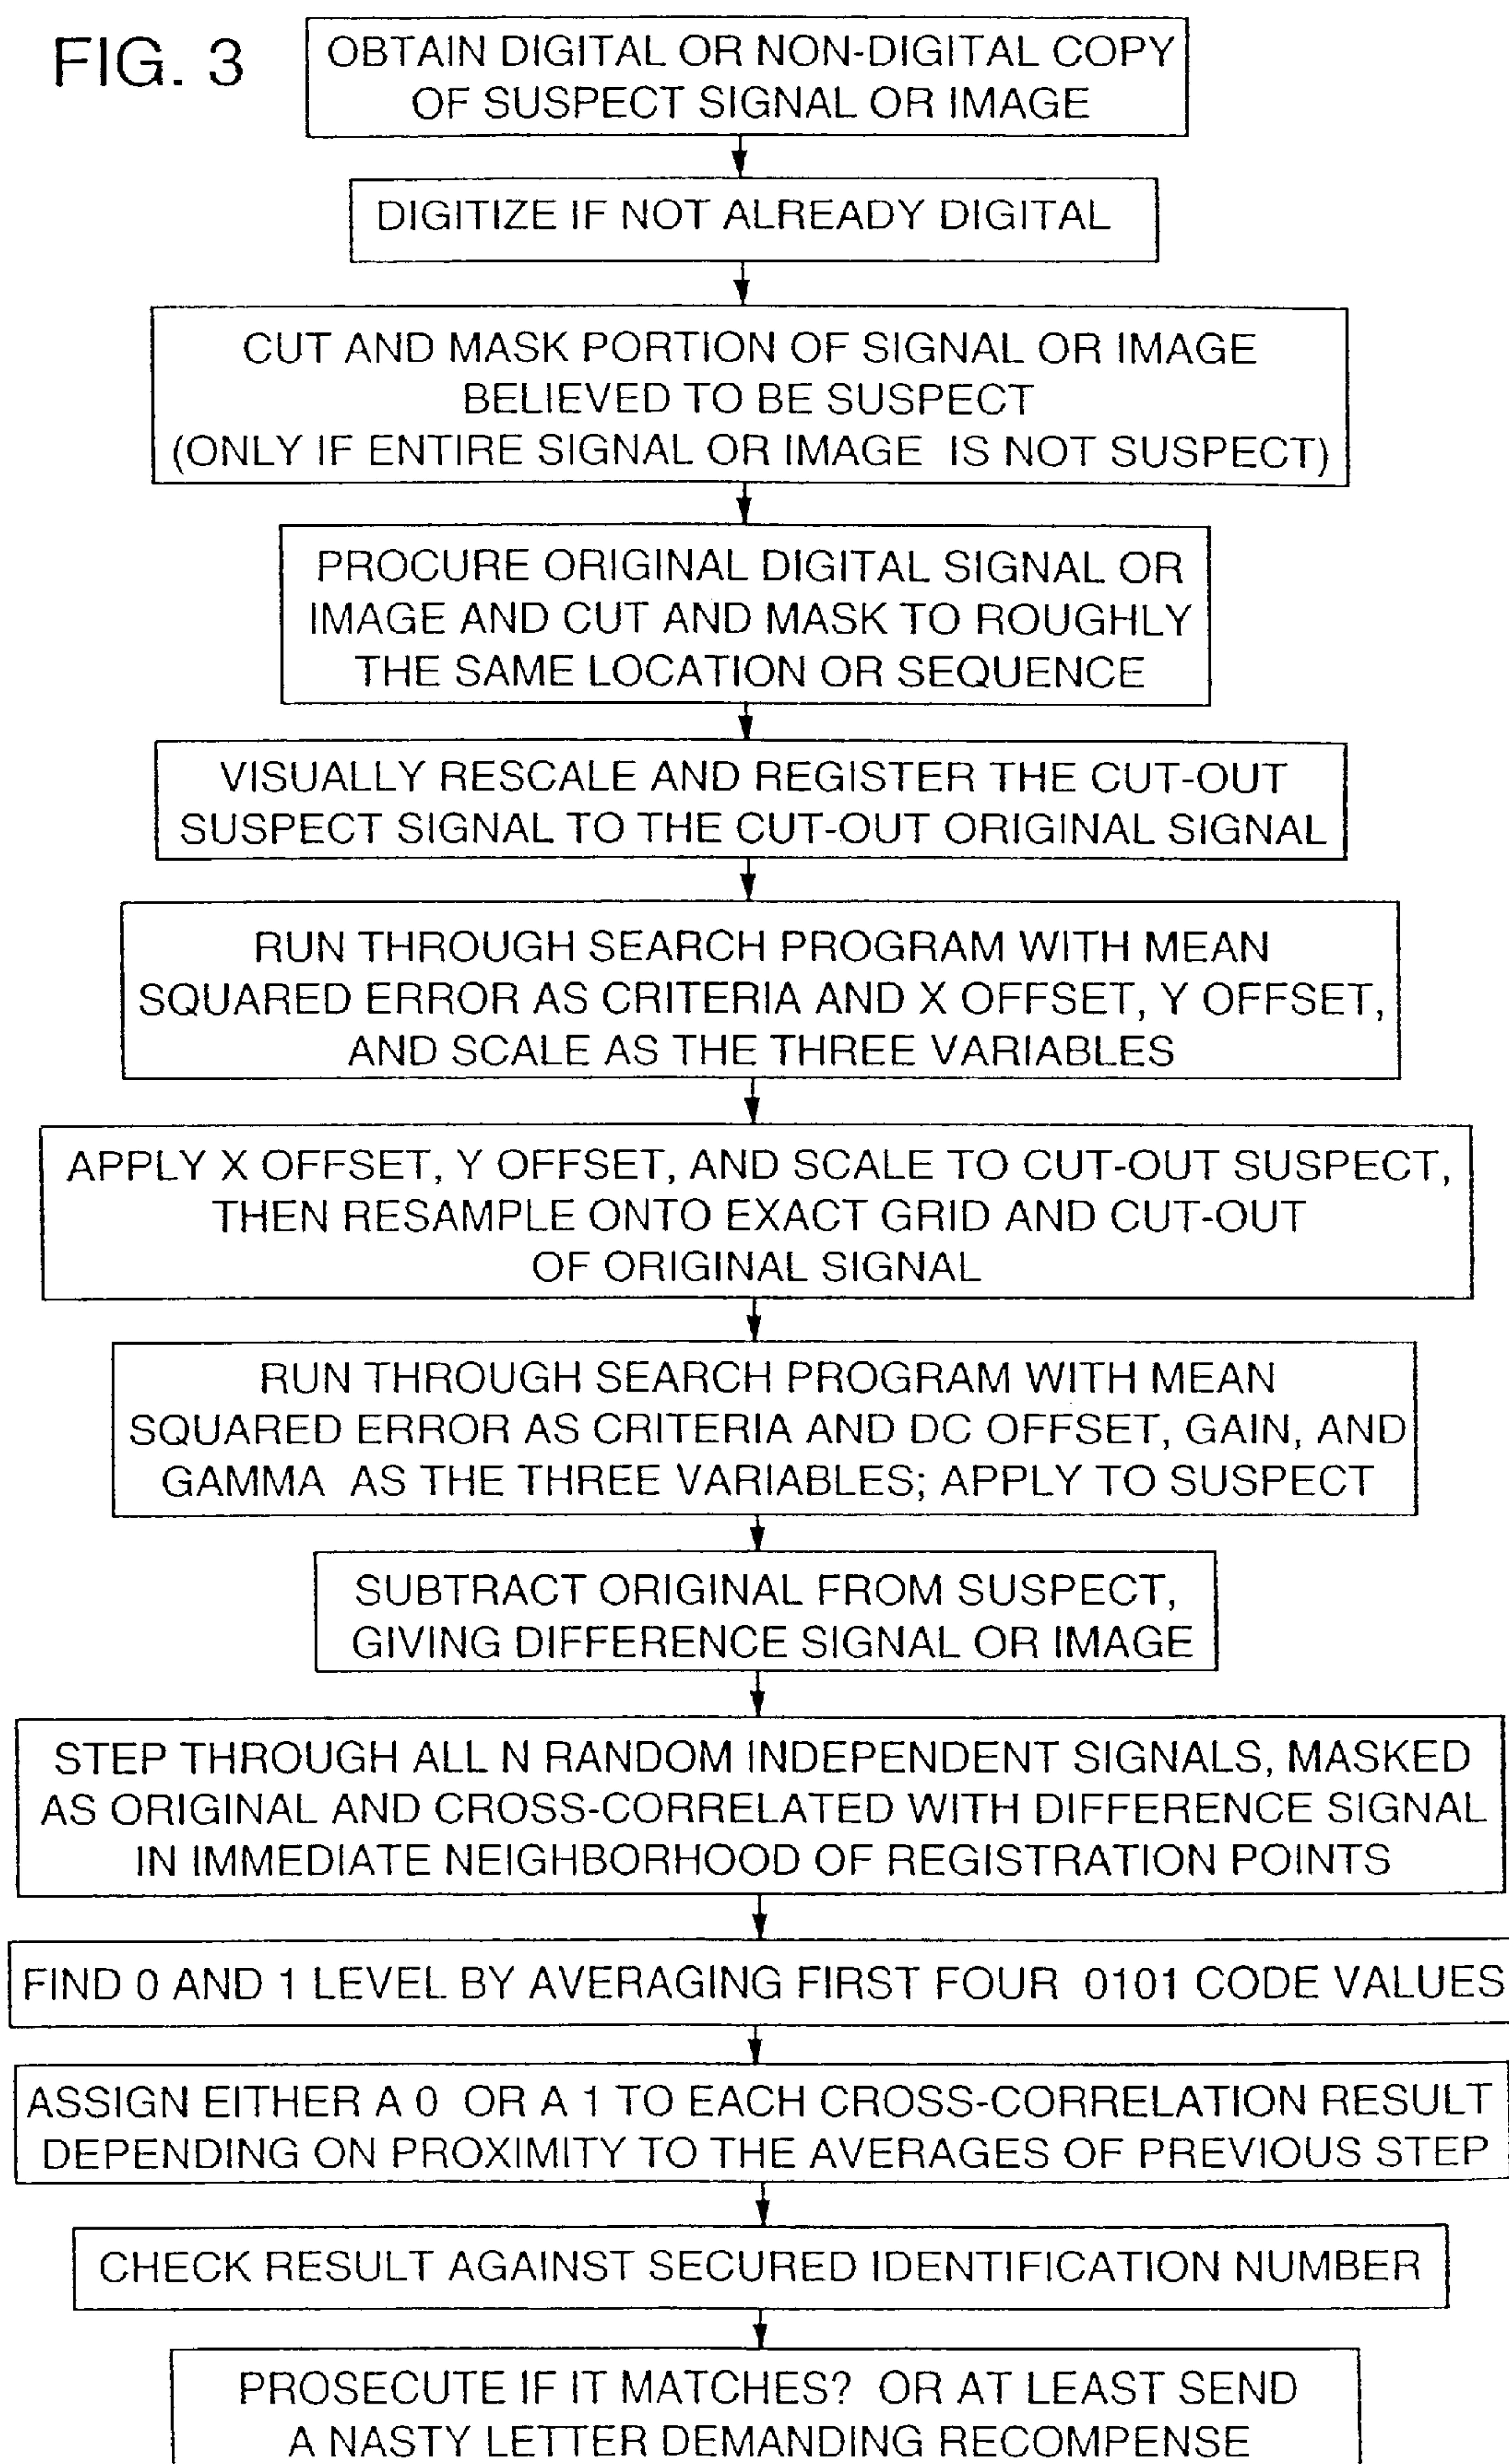 FIG. 3
OBTAIN DIGITAL OR NON-DIGITAL COPY
OF SUSPECT SIGNAL OR IMAGE
DIGITIZE IF NOT ALREADY DIGITAL
CUT AND MASK PORTION OF SIGNAL OR IMAGE
BELIEVED TO BE SUSPECT
(ONLY IF ENTIRE SIGNAL OR IMAGE IS NOT SUSPECT)
PROCURE ORIGINAL DIGITAL SIGNAL OR
IMAGE AND CUT AND MASK TO ROUGHLY
THE SAME LOCATION OR SEQUENCE
VISUALLY RESCALE AND REGISTER THE CUT-OUT
SUSPECT SIGNAL TO THE CUT-OUT ORIGINAL SIGNAL
RUN THROUGH SEARCH PROGRAM WITH MEAN
SQUARED ERROR AS CRITERIA AND X OFFSET, Y OFFSET,
AND SCALE AS THE THREE VARIABLES
APPLY X OFFSET, Y OFFSET, AND SCALE TO CUT-OUT SUSPECT,
THEN RESAMPLE ONTO EXACT GRID AND CUT-OUT
OF ORIGINAL SIGNAL
RUN THROUGH SEARCH PROGRAM WITH MEAN
SQUARED ERROR AS CRITERIA AND DC OFFSET, GAIN, AND
GAMMA AS THE THREE VARIABLES; APPLY TO SUSPECT
SUBTRACT ORIGINAL FROM SUSPECT,
GIVING DIFFERENCE SIGNAL OR IMAGE
STEP THROUGH ALL N RANDOM INDEPENDENT SIGNALS, MASKED
AS ORIGINAL AND CROSS-CORRELATED WITH DIFFERENCE SIGNAL
IN IMMEDIATE NEIGHBORHOOD OF REGISTRATION POINTS
FIND 0 AND 1 LEVEL BY AVERAGING FIRST FOUR 0101 CODE VALUES
ASSIGN EITHER A 0 OR A 1 TO EACH CROSS-CORRELATION RESULT
DEPENDING ON PROXIMITY TO THE AVERAGES OF PREVIOUS STEP
CHECK RESULT AGAINST SECURED IDENTIFICATION NUMBER
PROSECUTE IF IT MATCHES? OR AT LEAST SEND
A NASTY LETTER DEMANDING RECOMPENSE